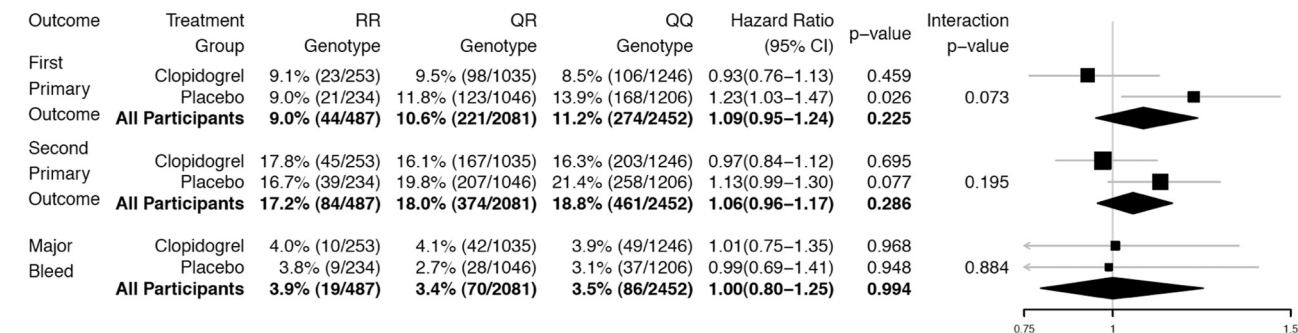 Outcome Treatment RR QR QQ Hazard Ratio p−value Interaction
Group Genotype Genotype Genotype (95% CI) p−value
First
Clopidogrel 9.1% (23/253) 9.5% (98/1035) 8.5% (106/1246) 0.93(0.76−1.13) 0.459
Primary
Placebo 9.0% (21/234) 11.8% (123/1046) 13.9% (168/1206) 1.23(1.03−1.47) 0.026 0.073
Outcome All Participants 9.0% (44/487) 10.6% (221/2081) 11.2% (274/2452) 1.09(0.95−1.24) 0.225
Second
Clopidogrel 17.8% (45/253) 16.1% (167/1035) 16.3% (203/1246) 0.97(0.84−1.12) 0.695
Primary
Placebo 16.7% (39/234) 19.8% (207/1046) 21.4% (258/1206) 1.13(0.99−1.30) 0.077 0.195
Outcome All Participants 17.2% (84/487) 18.0% (374/2081) 18.8% (461/2452) 1.06(0.96−1.17) 0.286
Major Clopidogrel 4.0% (10/253) 4.1% (42/1035) 3.9% (49/1246) 1.01(0.75−1.35) 0.968
Bleed Placebo 3.8% (9/234) 2.7% (28/1046) 3.1% (37/1206) 0.99(0.69−1.41) 0.948 0.884
All Participants 3.9% (19/487) 3.4% (70/2081) 3.5% (86/2452) 1.00(0.80−1.25) 0.994
0.75 1 1.5